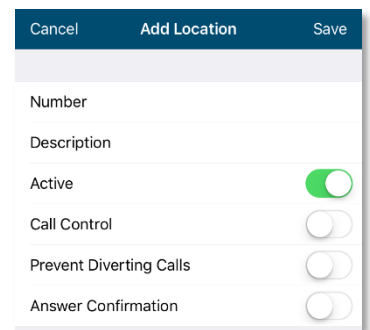 Cancel Add Location Save
Number
Description
Active
Call Control
Prevent Diverting Calls
Answer Confirmation